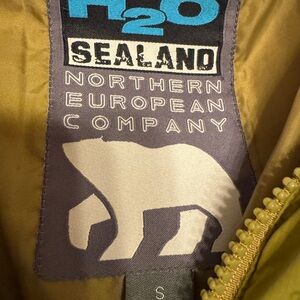 H2O
SEALAND
NORTHERN
EUROPEAN
COMPANY
S